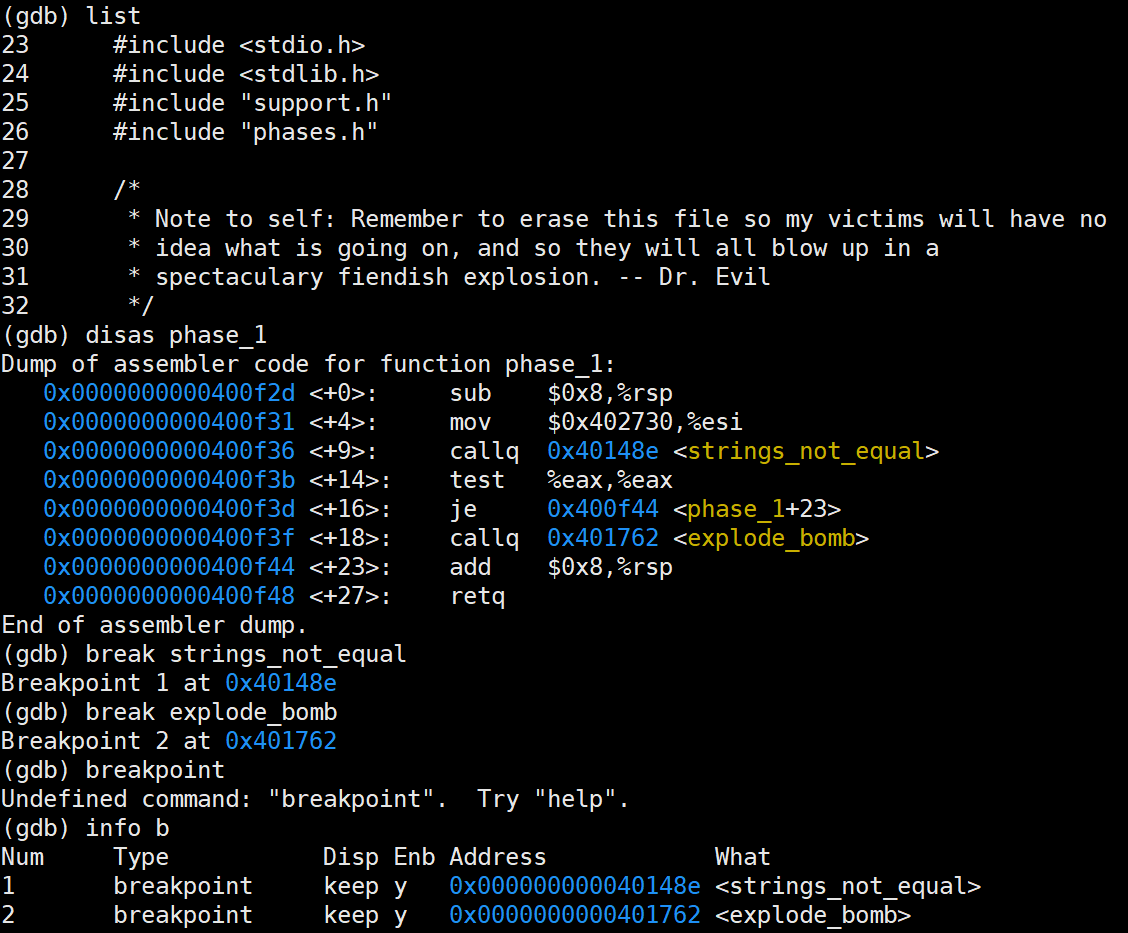 (gdb) list
23      #include <stdio.h>
24      #include <stdlib.h>
25      #include "support.h"
26      #include "phases.h"
27
28      /*
29       * Note to self: Remember to erase this file so my victims will have no
30       * idea what is going on, and so they will all blow up in a
31       * spectaculary fiendish explosion. -- Dr. Evil
32       */
(gdb) disas phase_1
Dump of assembler code for function phase_1:
   0x0000000000400f2d <+0>:     sub    $0x8,%rsp
   0x0000000000400f31 <+4>:     mov    $0x402730,%esi
   0x0000000000400f36 <+9>:     callq  0x40148e <strings_not_equal>
   0x0000000000400f3b <+14>:    test   %eax,%eax
   0x0000000000400f3d <+16>:    je     0x400f44 <phase_1+23>
   0x0000000000400f3f <+18>:    callq  0x401762 <explode_bomb>
   0x0000000000400f44 <+23>:    add    $0x8,%rsp
   0x0000000000400f48 <+27>:    retq
End of assembler dump.
(gdb) break strings_not_equal
Breakpoint 1 at 0x40148e
(gdb) break explode_bomb
Breakpoint 2 at 0x401762
(gdb) breakpoint
Undefined command: "breakpoint".  Try "help".
(gdb) info b
Num     Type           Disp Enb Address            What
1       breakpoint     keep y   0x000000000040148e <strings_not_equal>
2       breakpoint     keep y   0x0000000000401762 <explode_bomb>